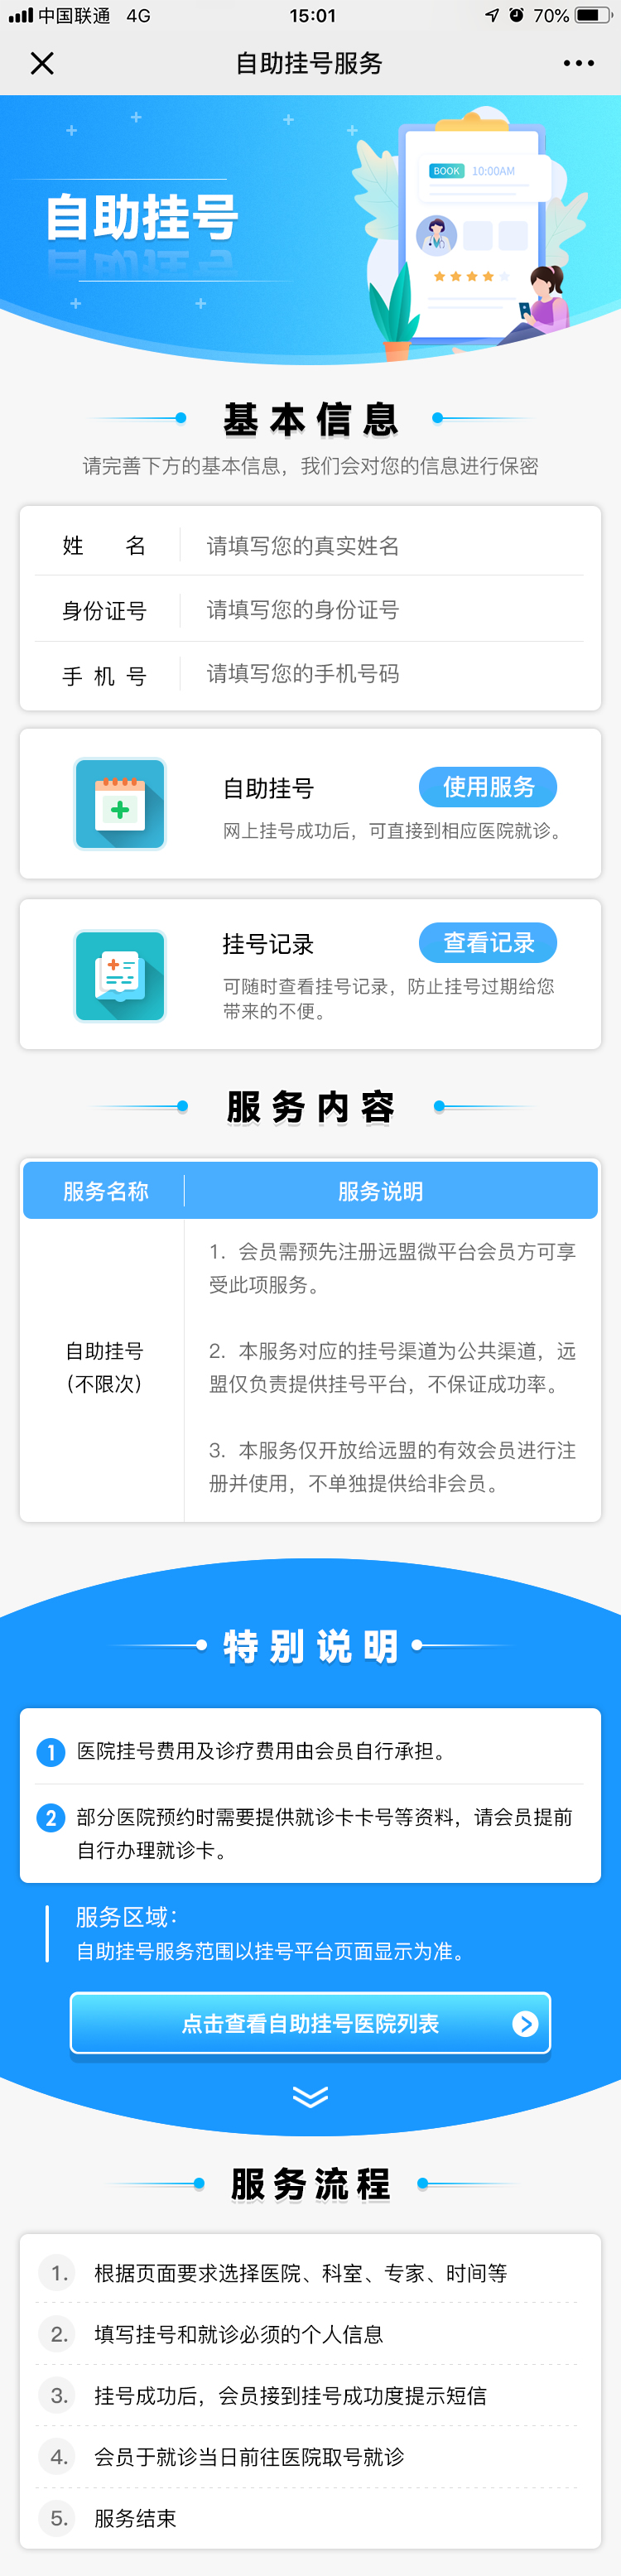 中国联通 4G 15:01 70%
自助挂号服务
BOOK 10:00AM
自助挂号
基本信息
请完善下方的基本信息，我们会对您的信息进行保密
姓 名 请填写您的真实姓名
身份证号 请填写您的身份证号
手 机 号 请填写您的手机号码
自助挂号 使用服务
网上挂号成功后，可直接到相应医院就诊。
挂号记录 查看记录
可随时查看挂号记录，防止挂号过期给您
带来的不便。
服务内容
服务名称 服务说明
自助挂号
（不限次）
1. 会员需预先注册远盟微平台会员方可享
受此项服务。
2. 本服务对应的挂号渠道为公共渠道，远
盟仅负责提供挂号平台，不保证成功率。
3. 本服务仅开放给远盟的有效会员进行注
册并使用，不单独提供给非会员。
特别说明
1 医院挂号费用及诊疗费用由会员自行承担。
2 部分医院预约时需要提供就诊卡卡号等资料，请会员提前
自行办理就诊卡。
服务区域：
自助挂号服务范围以挂号平台页面显示为准。
点击查看自助挂号医院列表
服务流程
1. 根据页面要求选择医院、科室、专家、时间等
2. 填写挂号和就诊必须的个人信息
3. 挂号成功后，会员接到挂号成功度提示短信
4. 会员于就诊当日前往医院取号就诊
5. 服务结束